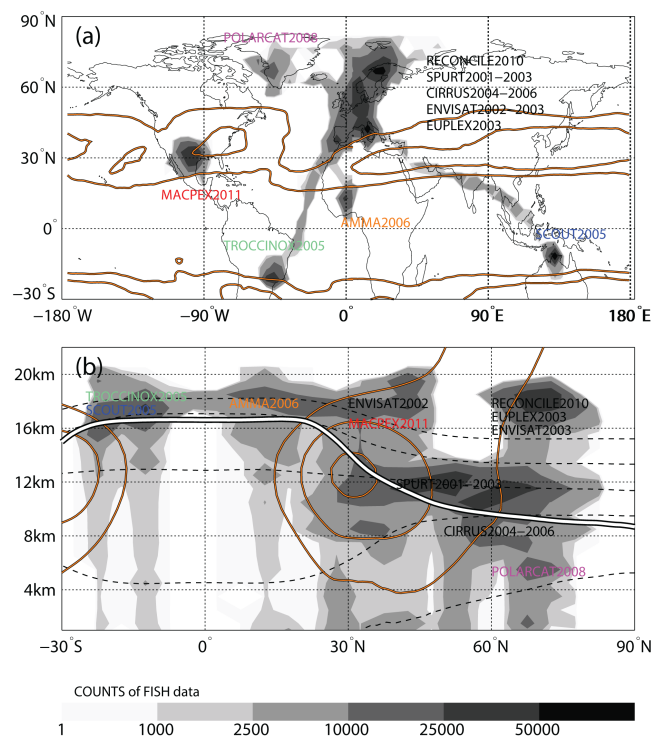 90°N
(a)
POLARCAT2008
RECONCILE2010
60°N
SPURT2001−2003
CIRRUS2004−2006
ENVISAT2002−2003
EUPLEX2003
30°N
MACPEX2011
AMMA2006
0°
SCOUT2005
TROCCINOX2005
−30°S
−180°W
−90°W
0°
90°E
180°E
(b)
20km
TROCCINOX2005
ENVISAT2002
RECONCILE2010
SCOUT2005
AMMA2006
EUPLEX2003
16km
MACPEX2011
ENVISAT2003
12km
SPURT2001−2003
8km
CIRRUS2004−2006
POLARCAT2008
4km
−30°S
0°
30°N
60°N
90°N
COUNTS of FISH data
1
1000
2500
10000
25000
50000